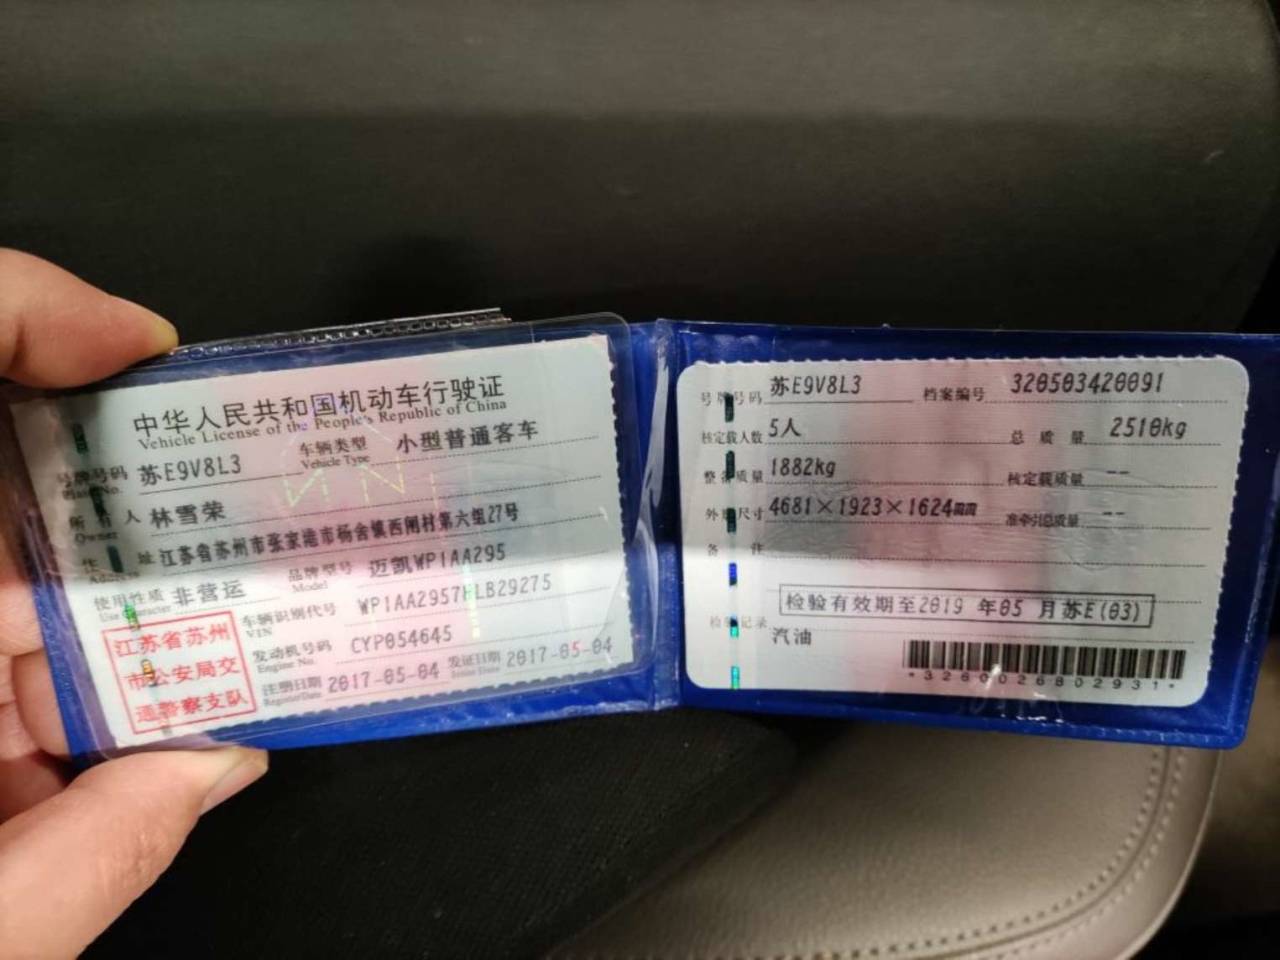 中华人民共和国机动车行驶证
Vehicle License of the People's Republic of China
号牌号码 苏E9V8L3 车辆类型 小型普通客车
Plate No. Vehicle Type
所有人 林雪荣
Owner
住址 江苏省苏州市张家港市杨舍镇西闸村第六组27号
Address
使用性质 非营运 品牌型号 迈凯WP1AA295
Use Character Model
江苏省苏州
市公安局交
通警察支队
车辆识别代号 WP1AA2957HLB29275
VIN
发动机号码 CYP054645
Engine No.
注册日期 2017-05-04 发证日期 2017-05-04
Register Date Issue Date
号牌号码 苏E9V8L3 档案编号 320503420091
核定载人数 5人 总质量 2510kg
整备质量 1882kg 核定载质量 --
外廓尺寸 4681×1923×1624mm 准牵引总质量 --
备注
检验有效期至2019 年05 月苏E(03)
检验记录
汽油
*3260026802931*